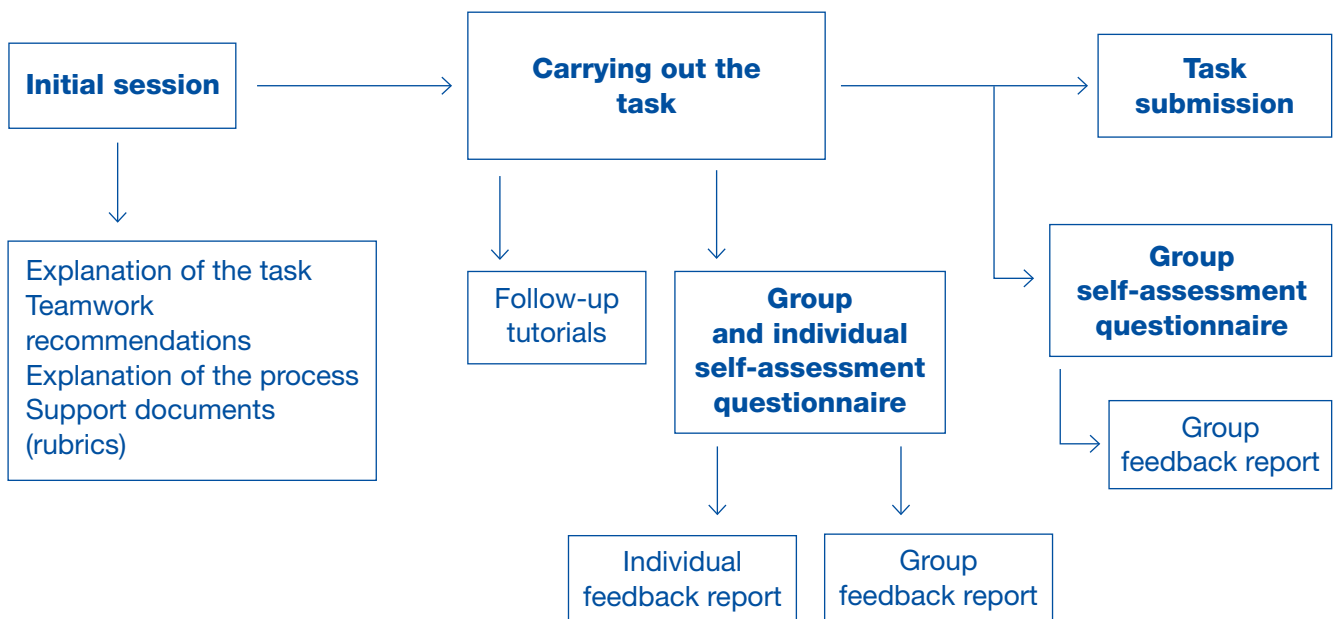 Initial session
Carrying out the
task
Task
submission
Explanation of the task
Teamwork
recommendations
Explanation of the process
Support documents
(rubrics)
Follow-up
tutorials
Group
and individual
self-assessment
questionnaire
Group
self-assessment
questionnaire
Group
feedback report
Individual
feedback report
Group
feedback report